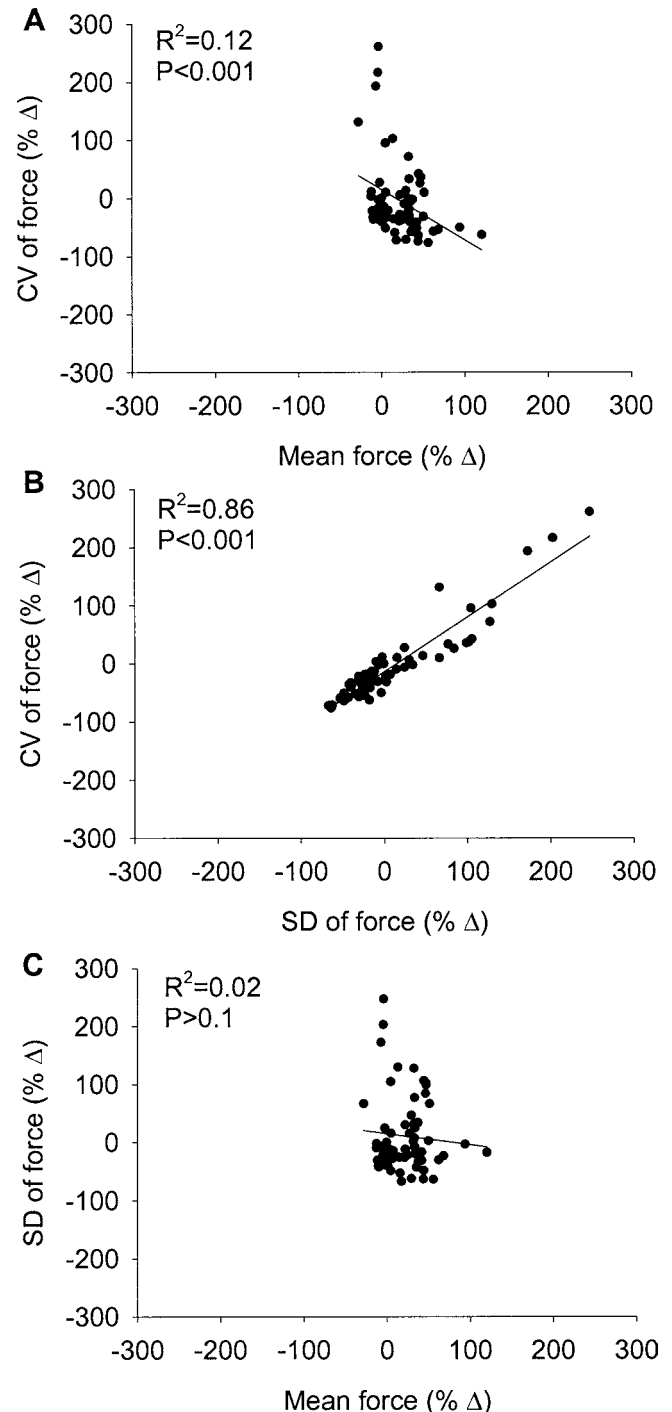 A
R²=0.12
P<0.001
300
200
100
0
-100
-200
-300
CV of force (% Δ)
-300 -200 -100 0 100 200 300
Mean force (% Δ)
B
R²=0.86
P<0.001
300
200
100
0
-100
-200
-300
CV of force (% Δ)
-300 -200 -100 0 100 200 300
SD of force (% Δ)
C
R²=0.02
P>0.1
300
200
100
0
-100
-200
-300
SD of force (% Δ)
-300 -200 -100 0 100 200 300
Mean force (% Δ)